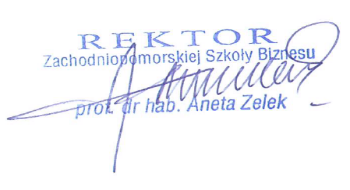 REKTOR
Zachodniopomorskiej Szkoły Biznesu
prof. dr hab. Aneta Zelek